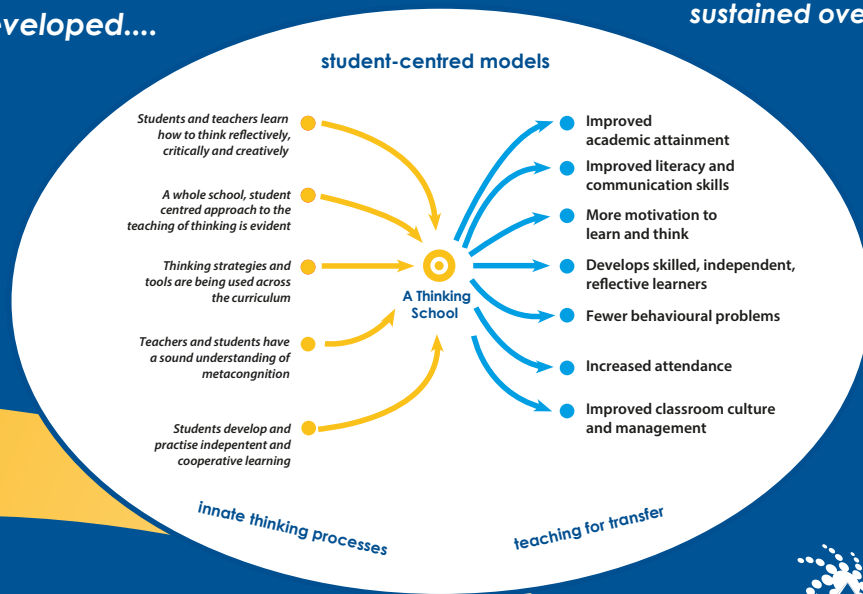 eveloped....
sustained ove
student-centred models
Students and teachers learn
how to think reflectively,
critically and creatively
A whole school, student
centred approach to the
teaching of thinking is evident
Thinking strategies and
tools are being used across
the curriculum
Teachers and students have
a sound understanding of
metacongnition
Students develop and
practise indepentent and
cooperative learning
A Thinking
School
Improved
academic attainment
Improved literacy and
communication skills
More motivation to
learn and think
Develops skilled, independent,
reflective learners
Fewer behavioural problems
Increased attendance
Improved classroom culture
and management
innate thinking processes
teaching for transfer